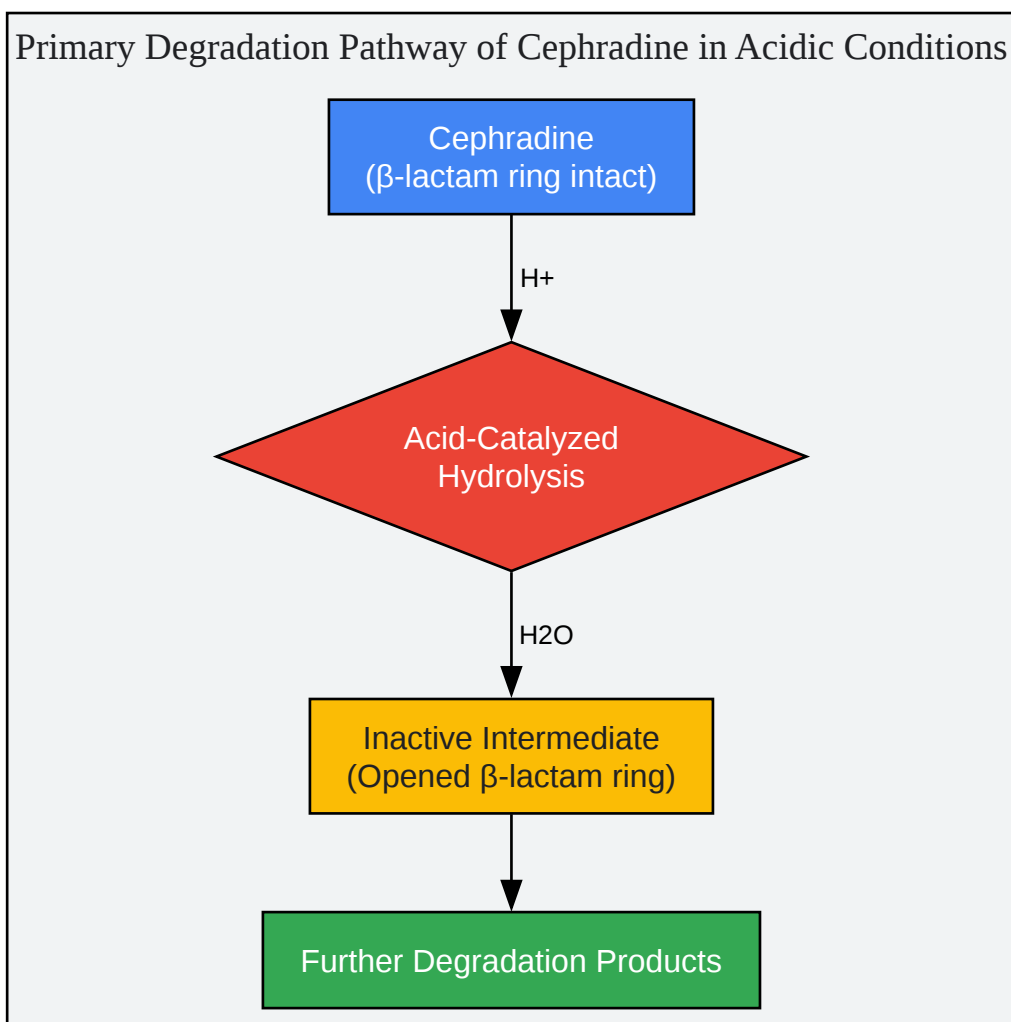 Primary Degradation Pathway of Cephradine in Acidic Conditions
Cephradine
(β-lactam ring intact)
H+
Acid-Catalyzed
Hydrolysis
H2O
Inactive Intermediate
(Opened β-lactam ring)
Further Degradation Products